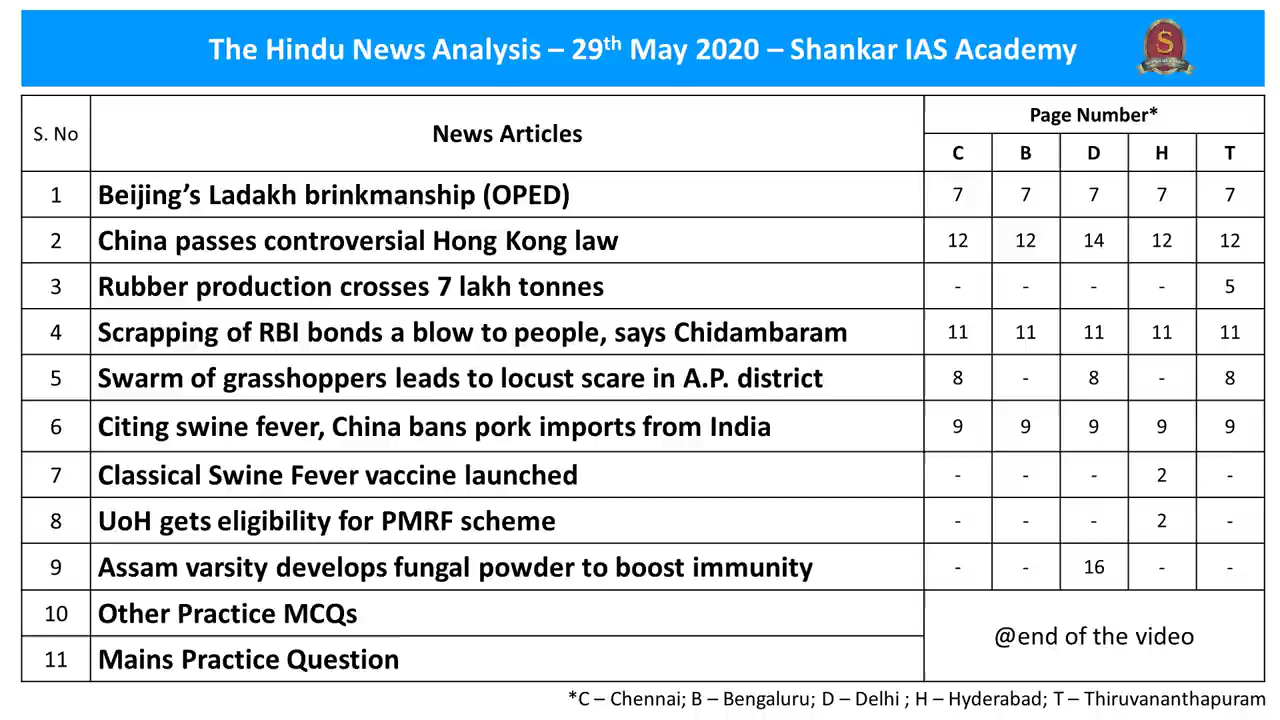 The Hindu News Analysis – 29th May 2020 – Shankar IAS Academy
S
S. No News Articles Page Number*
C B D H T
1 Beijing’s Ladakh brinkmanship (OPED) 7 7 7 7 7
2 China passes controversial Hong Kong law 12 12 14 12 12
3 Rubber production crosses 7 lakh tonnes - - - - 5
4 Scrapping of RBI bonds a blow to people, says Chidambaram 11 11 11 11 11
5 Swarm of grasshoppers leads to locust scare in A.P. district 8 - 8 - 8
6 Citing swine fever, China bans pork imports from India 9 9 9 9 9
7 Classical Swine Fever vaccine launched - - - 2 -
8 UoH gets eligibility for PMRF scheme - - - 2 -
9 Assam varsity develops fungal powder to boost immunity - - 16 - -
10 Other Practice MCQs
@end of the video
11 Mains Practice Question
*C – Chennai; B – Bengaluru; D – Delhi ; H – Hyderabad; T – Thiruvananthapuram